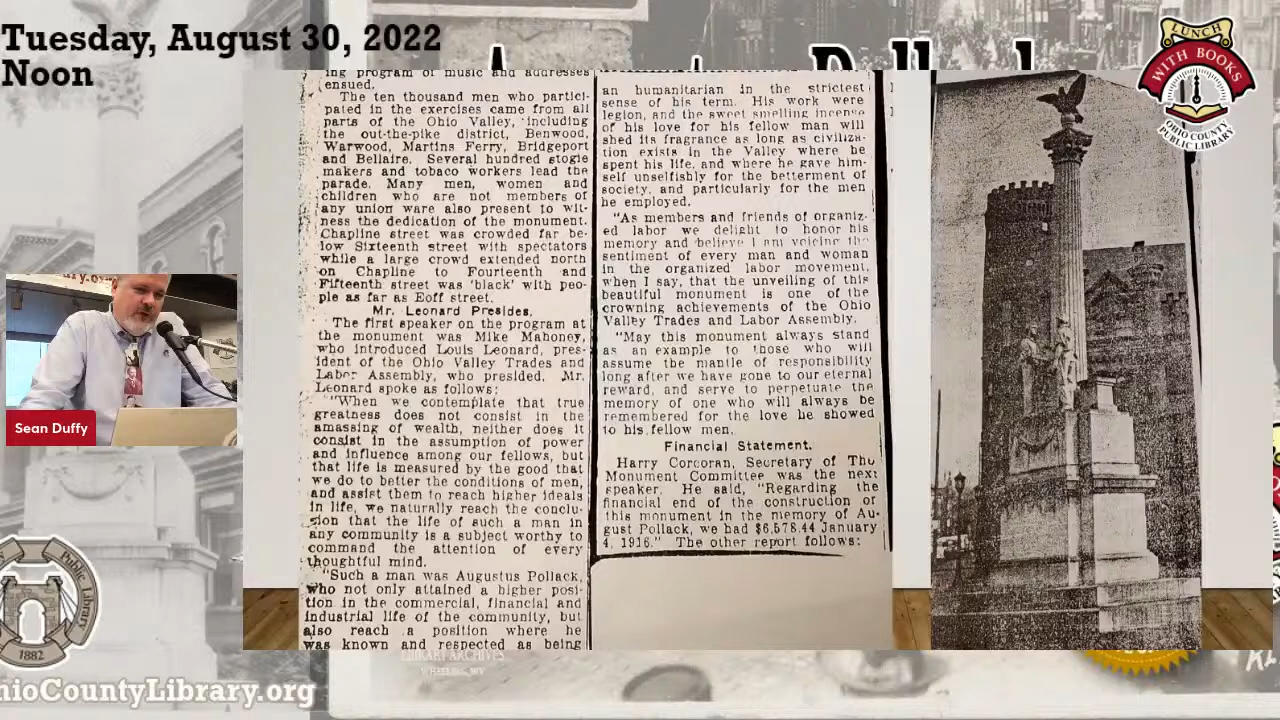 Tuesday, August 30, 2022
Noon
LUNCH
WITH BOOKS
OHIO COUNTY
PUBLIC LIBRARY
ing program of music and addresses
ensued.
The ten thousand men who partici-
pated in the exercises cane from all
parts of the Ohio Valley, including
the out-the-pike district, Benwood,
Warwood, Martins Ferry, Bridgeport
and Bellaire. Several hundred stogie
makers and tobacco workers lead the
parade. Many men, women and
children who are not members of
any union ware also present to wit-
ness the dedication of the monument.
Chapline street was crowded far be-
low Sixteenth street with spectators
while a large crowd extended north
on Chapline to Fourteenth and
Fifteenth street was 'black' with peo-
ple as far as Eoff street.
Mr. Leonard Presides.
The first speaker on the program at
the monument was Mike Mahoney,
who introduced Louis Leonard, pres-
ident of the Ohio Valley Trades and
Labor Assembly, who presided. Mr.
Leonard spoke as follows:
"When we contemplate that true
greatness does not consist in the
amassing of wealth, neither does it
consist in the assumption of power
and influence among our fellows, but
that life is measured by the good that
we do to better the conditions of men,
and assist them to reach higher ideals
in life, we naturally reach the conclu-
sion that the life of such a man in
any community is a subject worthy to
command the attention of every
thoughtful mind.
"Such a man was Augustus Pollack,
who not only attained a higher posi-
tion in the commercial, financial and
industrial life of the community, but
also reach a position where he
was known and respected as being
an humanitarian in the strictest
sense of his term. His work were
legion, and the sweet smelling incense
of his love for his fellow man will
shed its fragrance as long as civiliza-
tion exists in the Valley where he
spent his life, and where he gave him-
self unselfishly for the betterment of
society, and particularly for the men
he employed.
"As members and friends of organiz-
ed labor we delight to honor his
memory and believe I am voicing the
sentiment of every man and woman
in the organized labor movement,
when I say, that the unveiling of this
beautiful monument is one of the
crowning achievements of the Ohio
Valley Trades and Labor Assembly.
"May this monument always stand
as an example to those who will
assume the mantle of responsibility
long after we have gone to our eternal
reward, and serve to perpetuate the
memory of one who will always be
remembered for the love he showed
to his fellow men.
Financial Statement.
Harry Corcoran, Secretary of The
Monument Committee was the next
speaker. He said, "Regarding the
financial end of the construction of
this monument in the memory of Au-
gust Pollack, we had $6,578.44 January
4, 1916." The other report follows:
Sean Duffy
Public Library
1882
LIBRARY ARCHIVES
WHEELING, WV
hioCountyLibrary.org